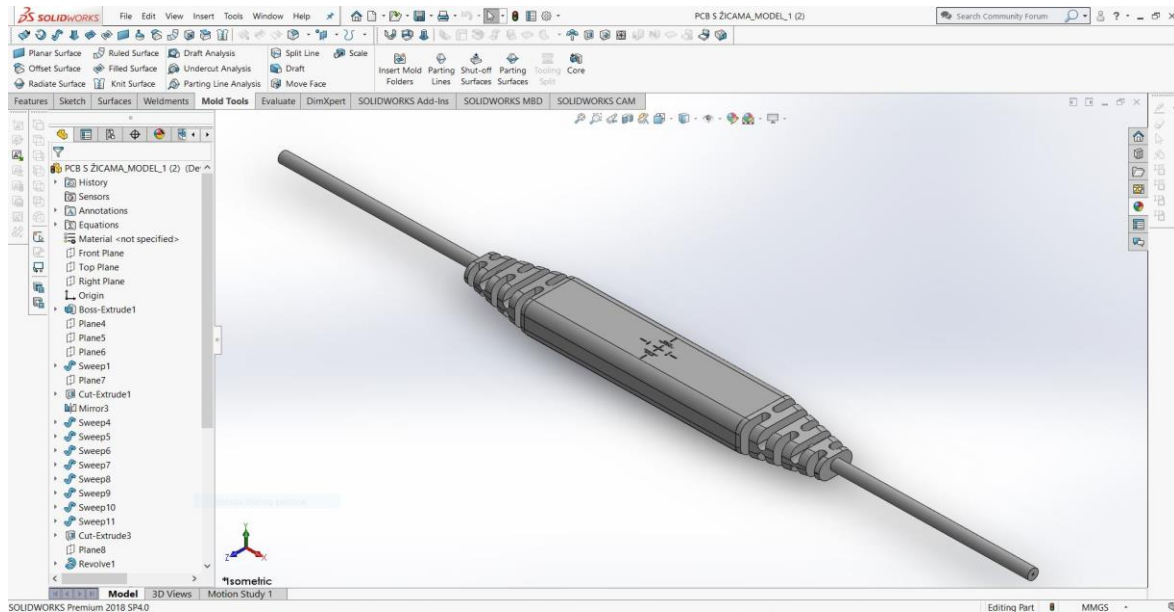 SOLIDWORKS File Edit View Insert Tools Window Help PCB S ŽICAMA_MODEL_1 (2) Search Community Forum ?
Planar Surface Ruled Surface Draft Analysis Split Line Scale
Offset Surface Filled Surface Undercut Analysis Draft Insert Mold Folders Parting Lines Shut-off Surfaces Parting Surfaces Tooling Split Core
Radiate Surface Knit Surface Parting Line Analysis Move Face
Features Sketch Surfaces Weldments Mold Tools Evaluate DimXpert SOLIDWORKS Add-Ins SOLIDWORKS MBD SOLIDWORKS CAM
PCB S ŽICAMA_MODEL_1 (2) (De
History
Sensors
Annotations
Equations
Material <not specified>
Front Plane
Top Plane
Right Plane
Origin
Boss-Extrude1
Plane4
Plane5
Plane6
Sweep1
Plane7
Cut-Extrude1
Mirror3
Sweep4
Sweep5
Sweep6
Sweep7
Sweep8
Sweep9
Sweep10
Sweep11
Cut-Extrude3
Plane8
Revolve1
Y
Z X
*Isometric
Model 3D Views Motion Study 1
SOLIDWORKS Premium 2018 SP4.0 Editing Part MMGS